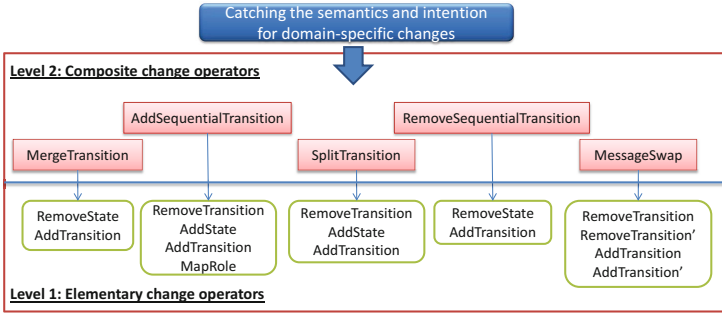 Catching the semantics and intention
for domain-specific changes
Level 2: Composite change operators
AddSequentialTransition
RemoveSequentialTransition
MergeTransition
SplitTransition
MessageSwap
RemoveState
AddTransition
RemoveTransition
AddState
AddTransition
MapRole
RemoveTransition
AddState
AddTransition
RemoveState
AddTransition
RemoveTransition
RemoveTransition’
AddTransition
AddTransition’
Level 1: Elementary change operators